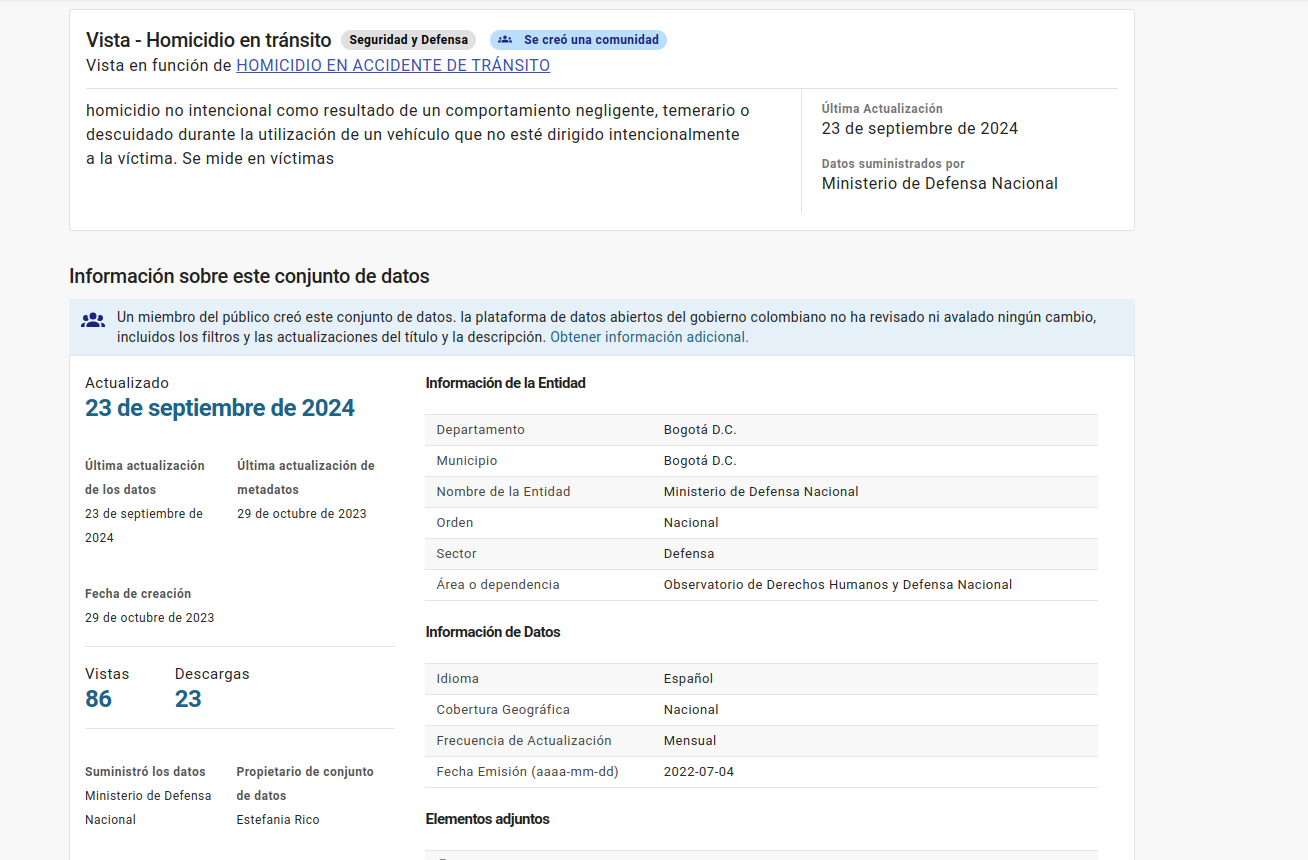 Vista - Homicidio en tránsito Seguridad y Defensa Se creó una comunidad
Vista en función de HOMICIDIO EN ACCIDENTE DE TRÁNSITO
homicidio no intencional como resultado de un comportamiento negligente, temerario o
descuidado durante la utilización de un vehículo que no esté dirigido intencionalmente
a la víctima. Se mide en víctimas
Última Actualización
23 de septiembre de 2024
Datos suministrados por
Ministerio de Defensa Nacional
Información sobre este conjunto de datos
Un miembro del público creó este conjunto de datos. la plataforma de datos abiertos del gobierno colombiano no ha revisado ni avalado ningún cambio,
incluidos los filtros y las actualizaciones del título y la descripción. Obtener información adicional.
Actualizado
23 de septiembre de 2024
Última actualización
de los datos
23 de septiembre de
2024
Última actualización de
metadatos
29 de octubre de 2023
Fecha de creación
29 de octubre de 2023
Vistas
86
Descargas
23
Suministró los datos
Ministerio de Defensa
Nacional
Propietario de conjunto
de datos
Estefania Rico
Información de la Entidad
Departamento Bogotá D.C.
Municipio Bogotá D.C.
Nombre de la Entidad Ministerio de Defensa Nacional
Orden Nacional
Sector Defensa
Área o dependencia Observatorio de Derechos Humanos y Defensa Nacional
Información de Datos
Idioma Español
Cobertura Geográfica Nacional
Frecuencia de Actualización Mensual
Fecha Emisión (aaaa-mm-dd) 2022-07-04
Elementos adjuntos